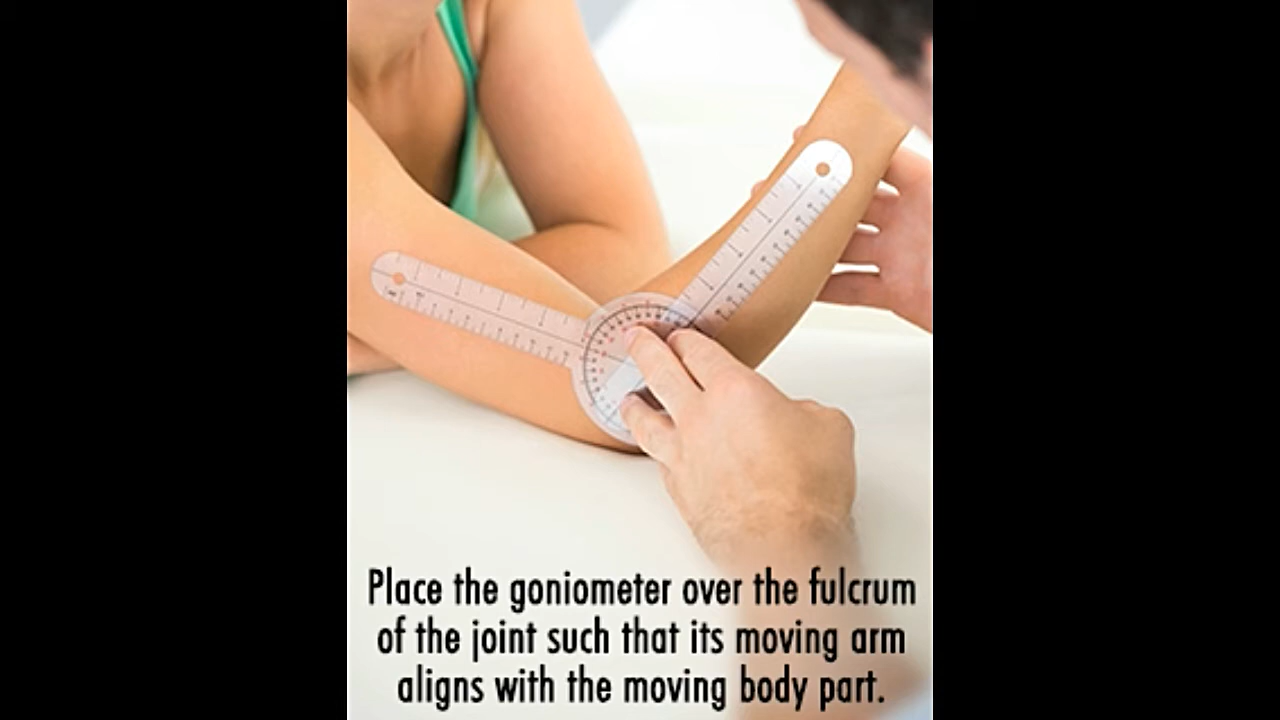 Place the goniometer over the fulcrum
of the joint such that its moving arm
aligns with the moving body part.